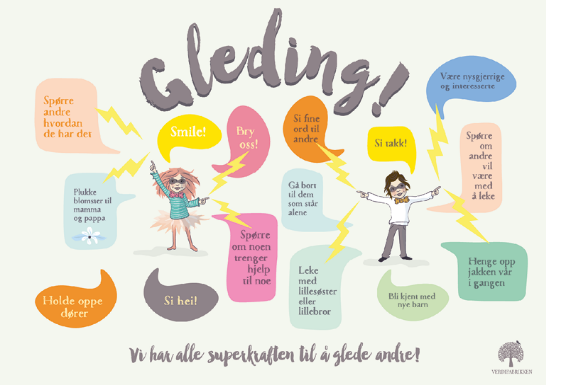 Gleding!
Spørre
andre
hvordan
de har det
Smile!
Bry
oss!
Si fine
ord til
andre
Si takk!
Være nysgjerrige
og interesserte
Plukke
blomster til
mamma
og pappa
Gå bort
til dem
som står
alene
Spørre
om
andre
vil
være
med
å leke
Spørre
om noen
trenger
hjelp
til noe
Leke
med
lillesøster
eller
lillebror
Henge opp
jakken vår
i gangen
Holde oppe
dører
Si hei!
Bli kjent med
nye barn
Vi har alle superkraften til å glede andre!
VERDIFABRIKKEN